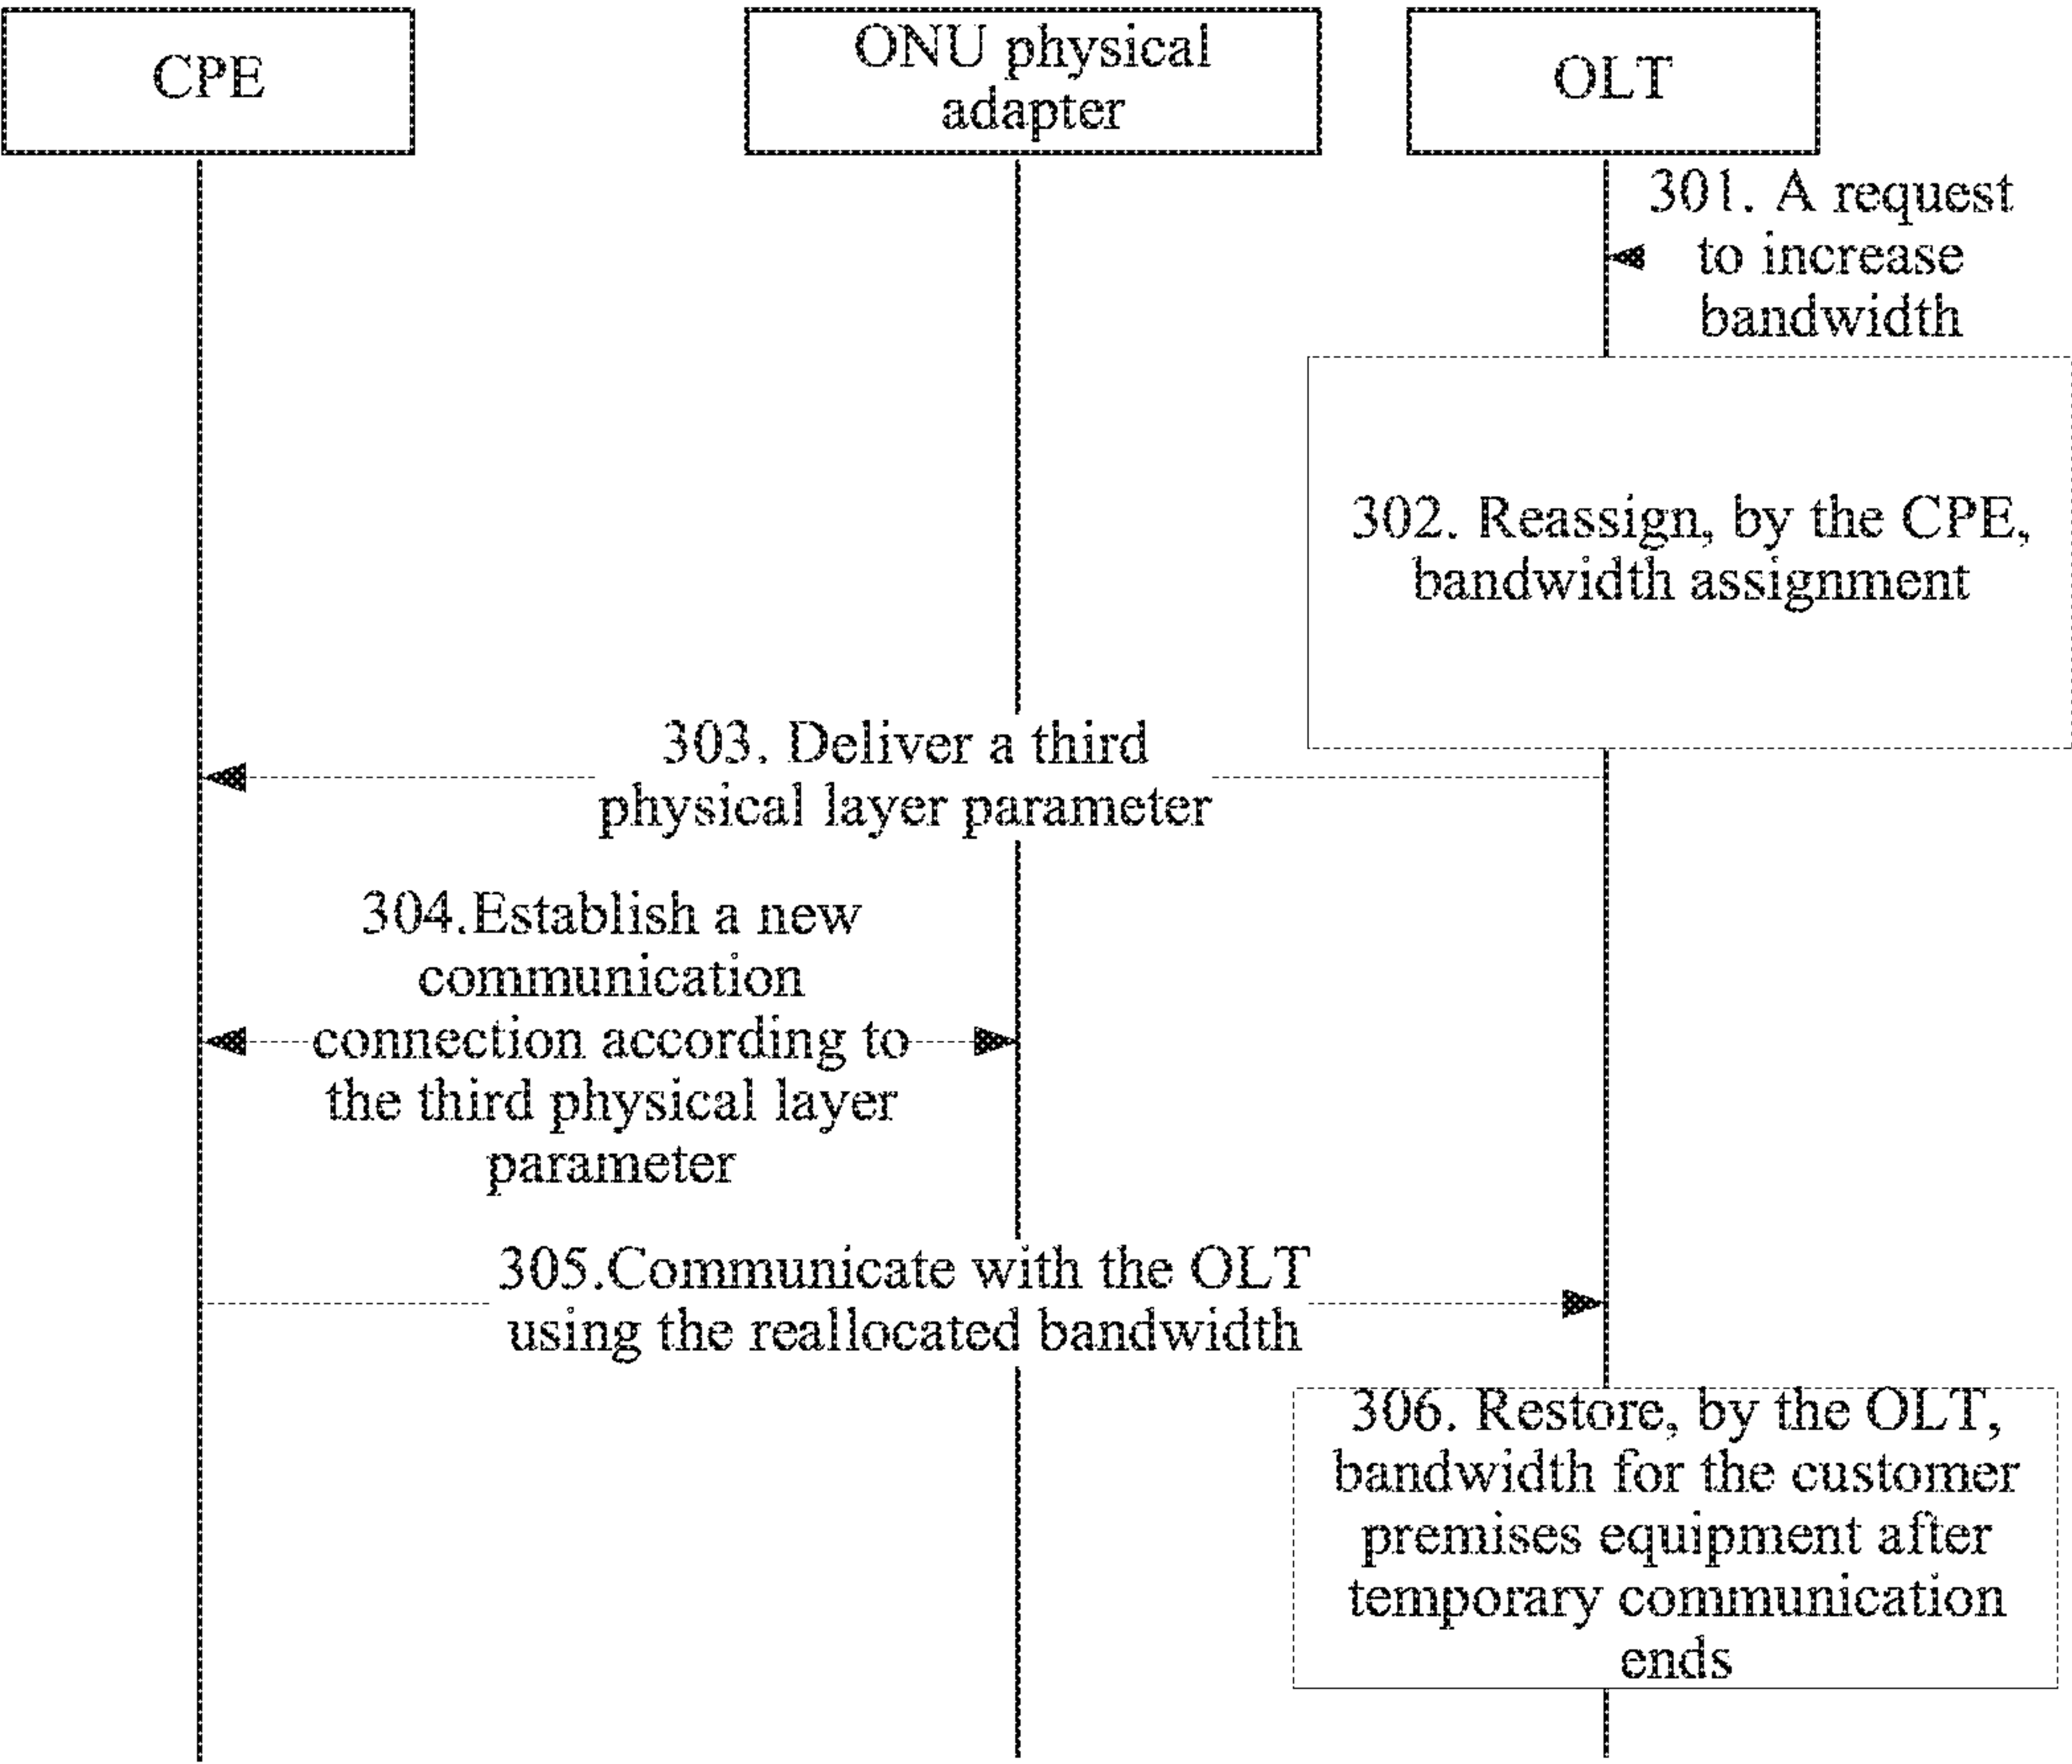 CPE
ONU physical
adapter
OLT
301. A request
to increase
bandwidth
302. Reassign, by the CPE,
bandwidth assignment
303. Deliver a third
physical layer parameter
304.Establish a new
communication
connection according to
the third physical layer
parameter
305.Communicate with the OLT
using the reallocated bandwidth
306. Restore, by the OLT,
bandwidth for the customer
premises equipment after
temporary communication
ends